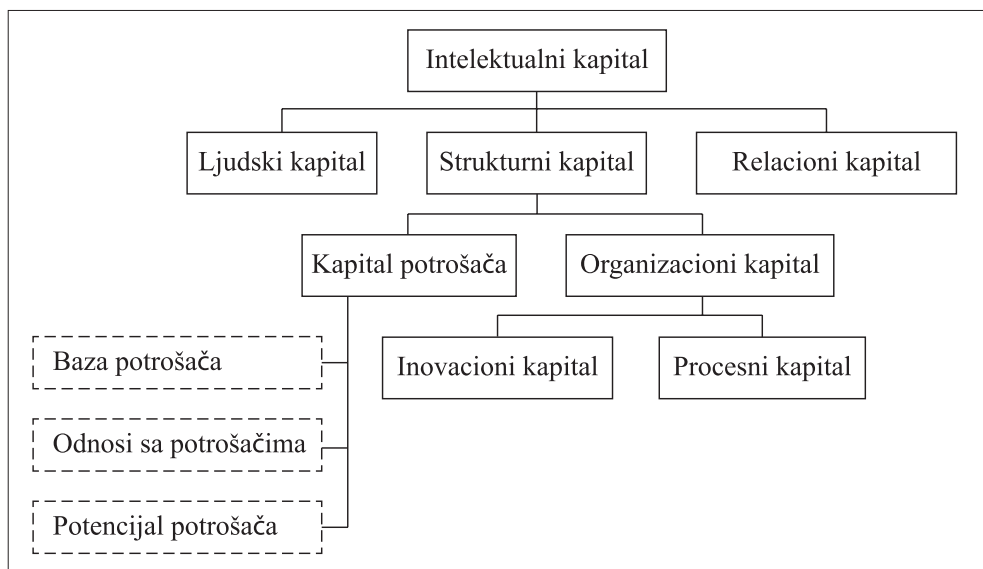 Intelektualni kapital
Ljudski kapital
Strukturni kapital
Relacioni kapital
Kapital potrošača
Organizacioni kapital
Baza potrošača
Inovacioni kapital
Procesni kapital
Odnosi sa potrošačima
Potencijal potrošača